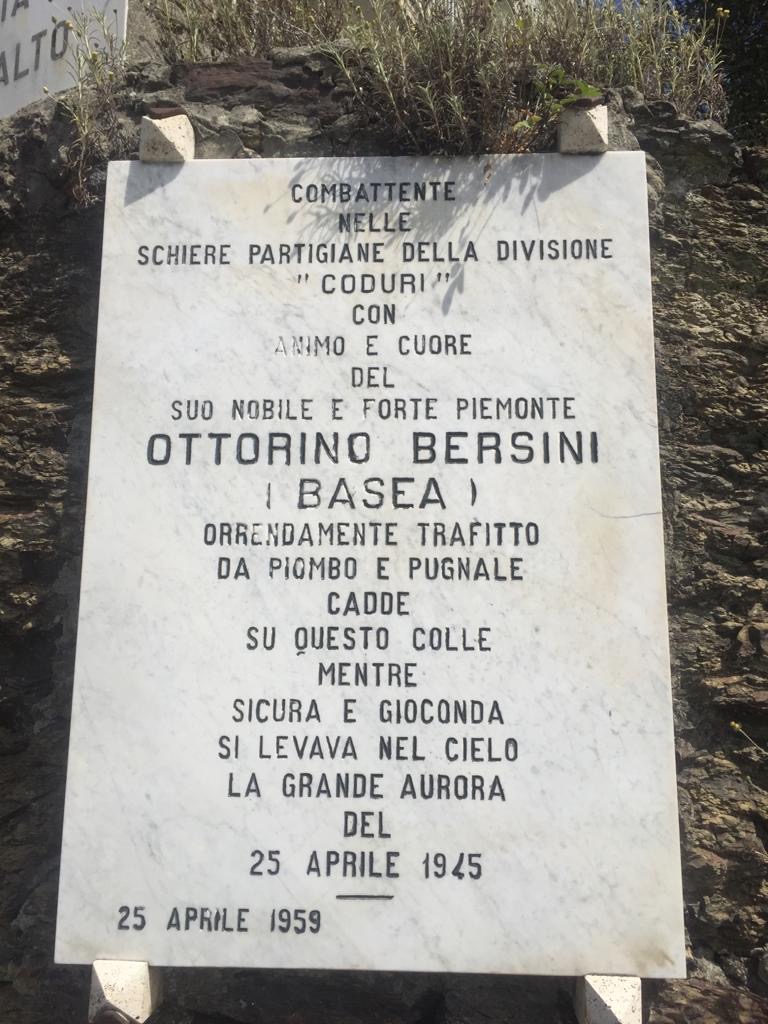 ALTO
COMBATTENTE
NELLE
SCHIERE PARTIGIANE DELLA DIVISIONE
"CODURI"
CON
ANIMO E CUORE
DEL
SUO NOBILE E FORTE PIEMONTE
OTTORINO BERSINI
(BASEA)
ORRENDAMENTE TRAFITTO
DA PIOMBO E PUGNALE
CADDE
SU QUESTO COLLE
MENTRE
SICURA E GIOCONDA
SI LEVAVA NEL CIELO
LA GRANDE AURORA
DEL
25 APRILE 1945
25 APRILE 1959